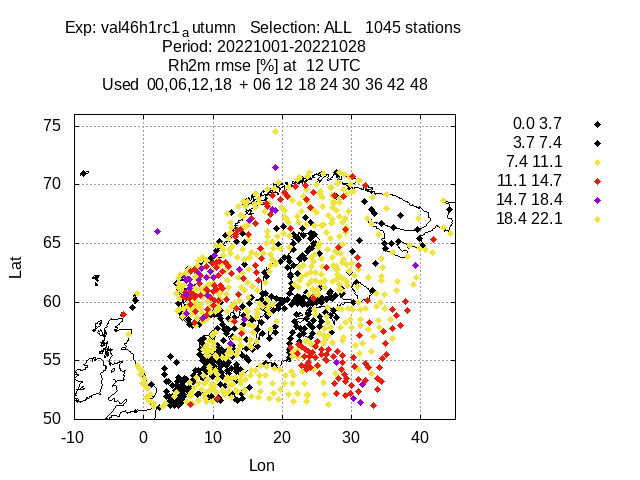 Exp: val46h1rc1a utumn Selection: ALL 1045 stations
Period: 20221001-20221028
Rh2m rmse [%] at 12 UTC
Used 00,06,12,18 + 06 12 18 24 30 36 42 48
0.0 3.7
3.7 7.4
7.4 11.1
11.1 14.7
14.7 18.4
18.4 22.1
75
70
65
60
55
50
Lat
-10 0 10 20 30 40
Lon